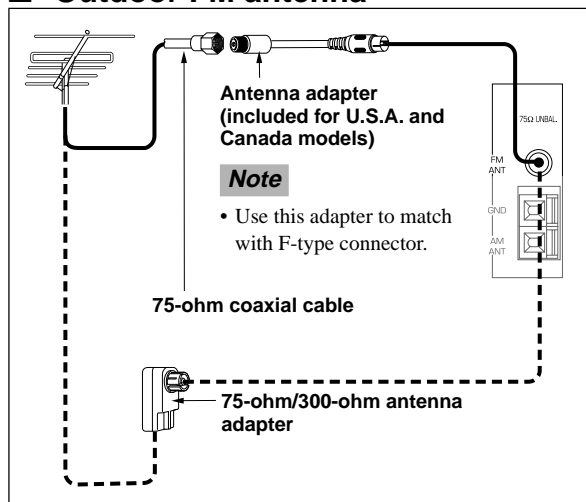 ■ Outdoor FM antenna
Antenna adapter
(included for U.S.A. and
Canada models)
Note
• Use this adapter to match
with F-type connector.
75-ohm coaxial cable
75-ohm/300-ohm antenna
adapter
75Ω UNBAL.
FM
ANT
GND
AM
ANT